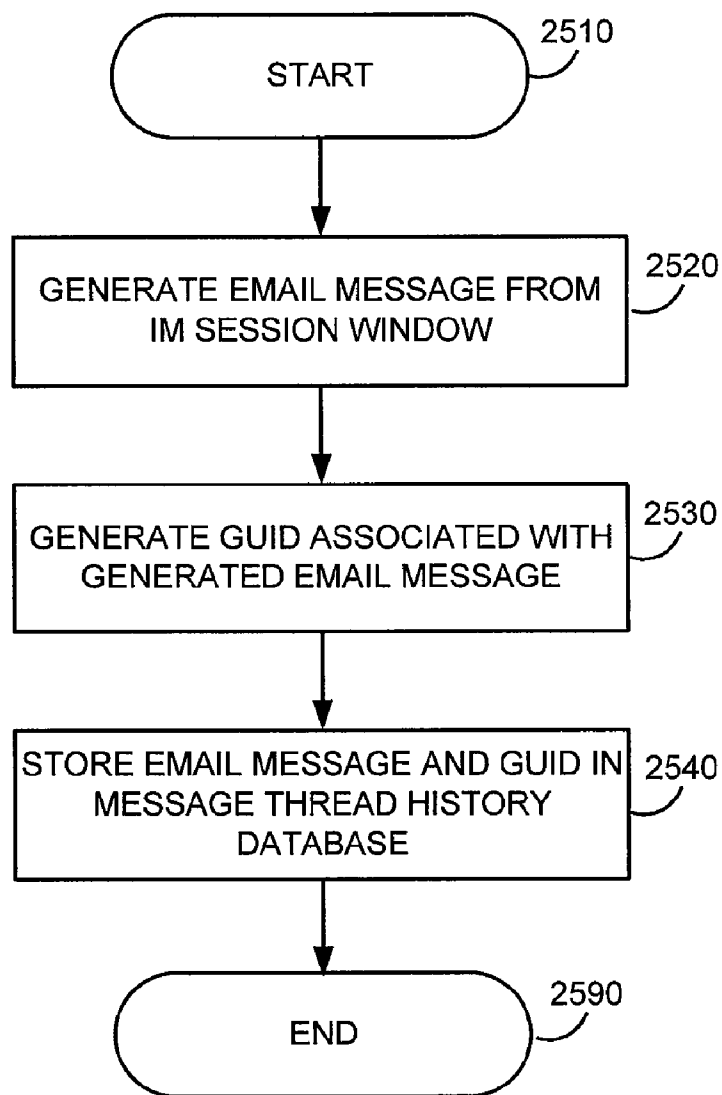 2510
START
2520
GENERATE EMAIL MESSAGE FROM
IM SESSION WINDOW
2530
GENERATE GUID ASSOCIATED WITH
GENERATED EMAIL MESSAGE
STORE EMAIL MESSAGE AND GUID IN
2540
MESSAGE THREAD HISTORY
DATABASE
2590
END